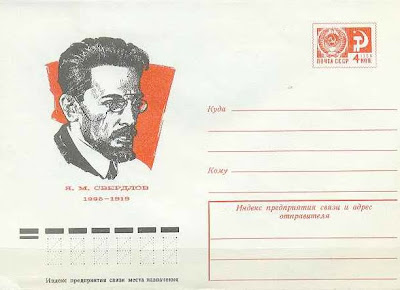 ПОЧТА СССР 4 КОП.
Куда
Кому
Я. М. СВЕРДЛОВ
1885–1919
Индекс предприятия связи и адрес
отправителя
Индекс предприятия связи места назначения